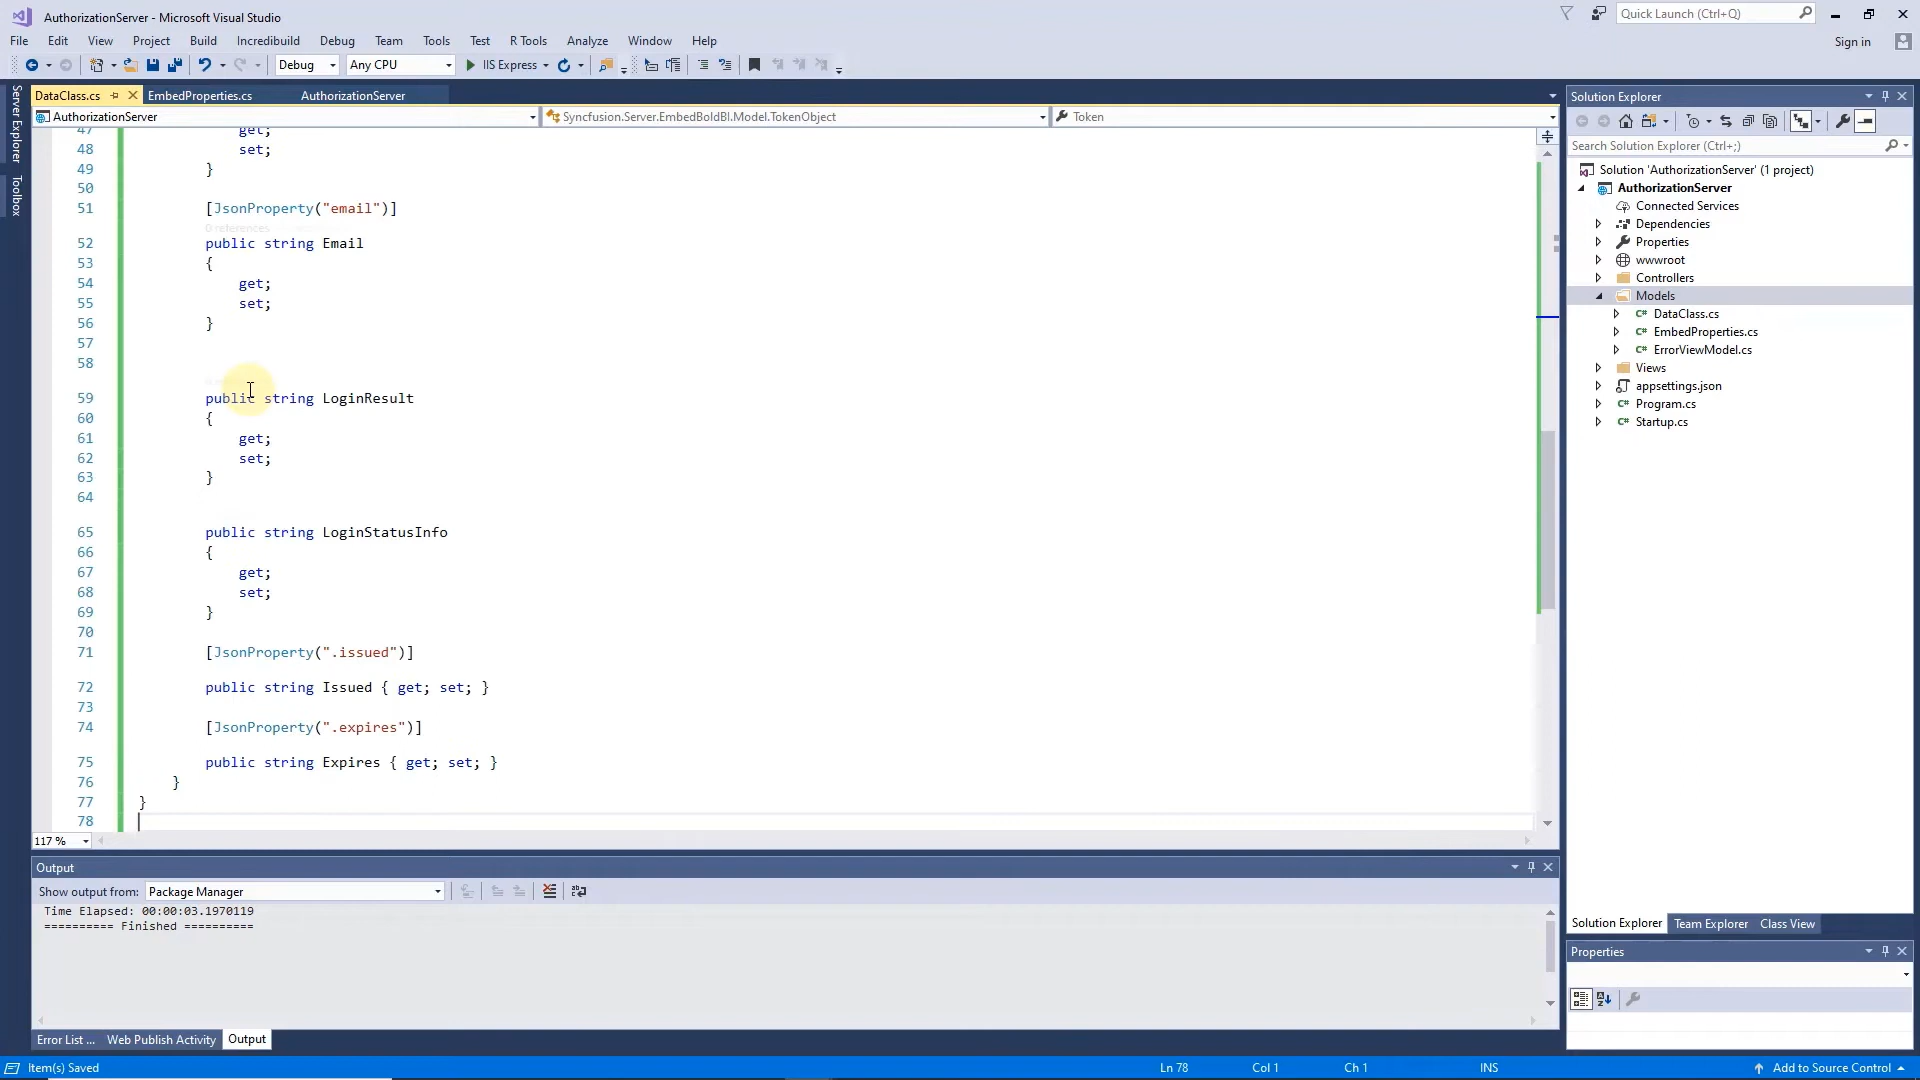 AuthorizationServer - Microsoft Visual Studio
Quick Launch (Ctrl+Q)
File Edit View Project Build Incredibuild Debug Team Tools Test R Tools Analyze Window Help
Sign in
Debug Any CPU IIS Express
Server Explorer
Toolbox
DataClass.cs EmbedProperties.cs AuthorizationServer
AuthorizationServer Syncfusion.Server.EmbedBoldBI.Model.TokenObject Token
47 get;
48 set;
49 }
50
51 [JsonProperty("email")]
0 references
52 public string Email
53 {
54 get;
55 set;
56 }
57
58
59 public string LoginResult
60 {
61 get;
62 set;
63 }
64
65 public string LoginStatusInfo
66 {
67 get;
68 set;
69 }
70
71 [JsonProperty(".issued")]
72 public string Issued { get; set; }
73
74 [JsonProperty(".expires")]
75 public string Expires { get; set; }
76 }
77 }
78
117 %
Output
Show output from: Package Manager
Time Elapsed: 00:00:03.1970119
========== Finished ==========
Error List ... Web Publish Activity Output
Solution Explorer
Search Solution Explorer (Ctrl+;)
Solution 'AuthorizationServer' (1 project)
AuthorizationServer
Connected Services
Dependencies
Properties
wwwroot
Controllers
Models
C# DataClass.cs
C# EmbedProperties.cs
C# ErrorViewModel.cs
Views
appsettings.json
C# Program.cs
C# Startup.cs
Solution Explorer Team Explorer Class View
Properties
Item(s) Saved Ln 78 Col 1 Ch 1 INS Add to Source Control